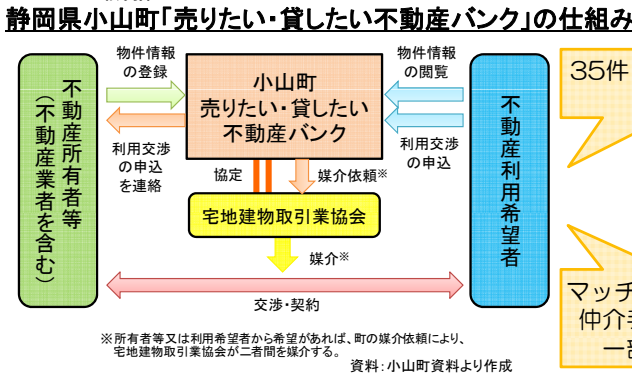 静岡県小山町「売りたい・貸したい不動産バンク」の仕組み
不動産所有者等
（不動産業者を含む）
物件情報
の登録
利用交渉
の申込
を連絡
小山町
売りたい・貸したい
不動産バンク
物件情報
の閲覧
利用交渉
の申込
不動産利用希望者
35件
協定
媒介依頼※
宅地建物取引業協会
媒介※
交渉・契約
マッチ
仲介手
一部
※所有者等又は利用希望者から希望があれば、町の媒介依頼により、
宅地建物取引業協会が二者間を媒介する。
資料：小山町資料より作成